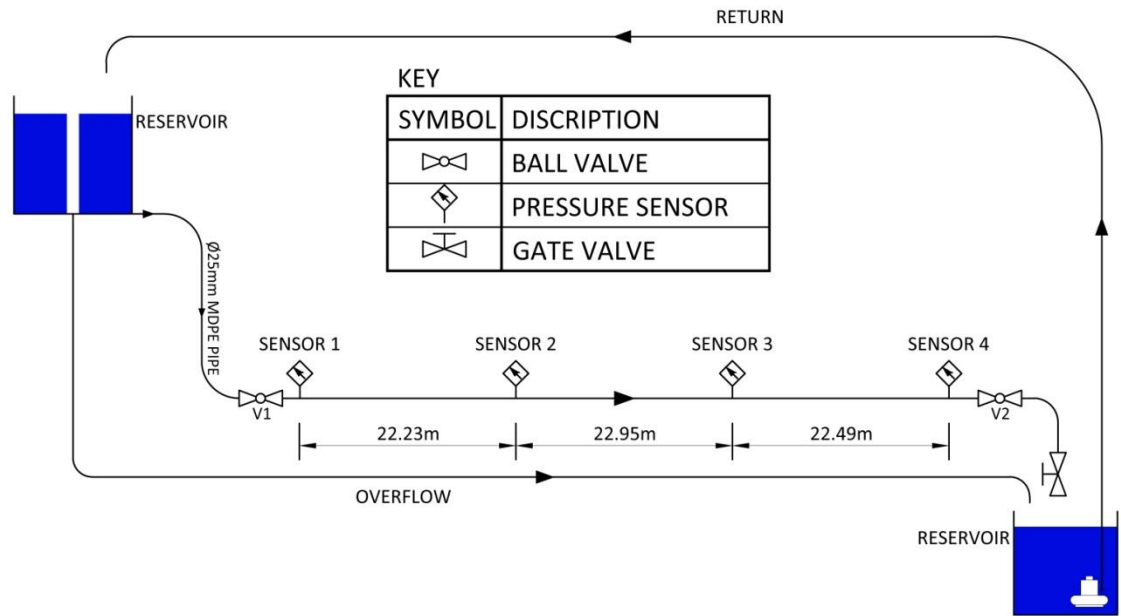 RETURN
KEY
SYMBOL DISCRIPTION
BALL VALVE
PRESSURE SENSOR
GATE VALVE
RESERVOIR
Ø25mm MDPE PIPE
SENSOR 1 SENSOR 2 SENSOR 3 SENSOR 4
V1 V2
22.23m 22.95m 22.49m
OVERFLOW
RESERVOIR